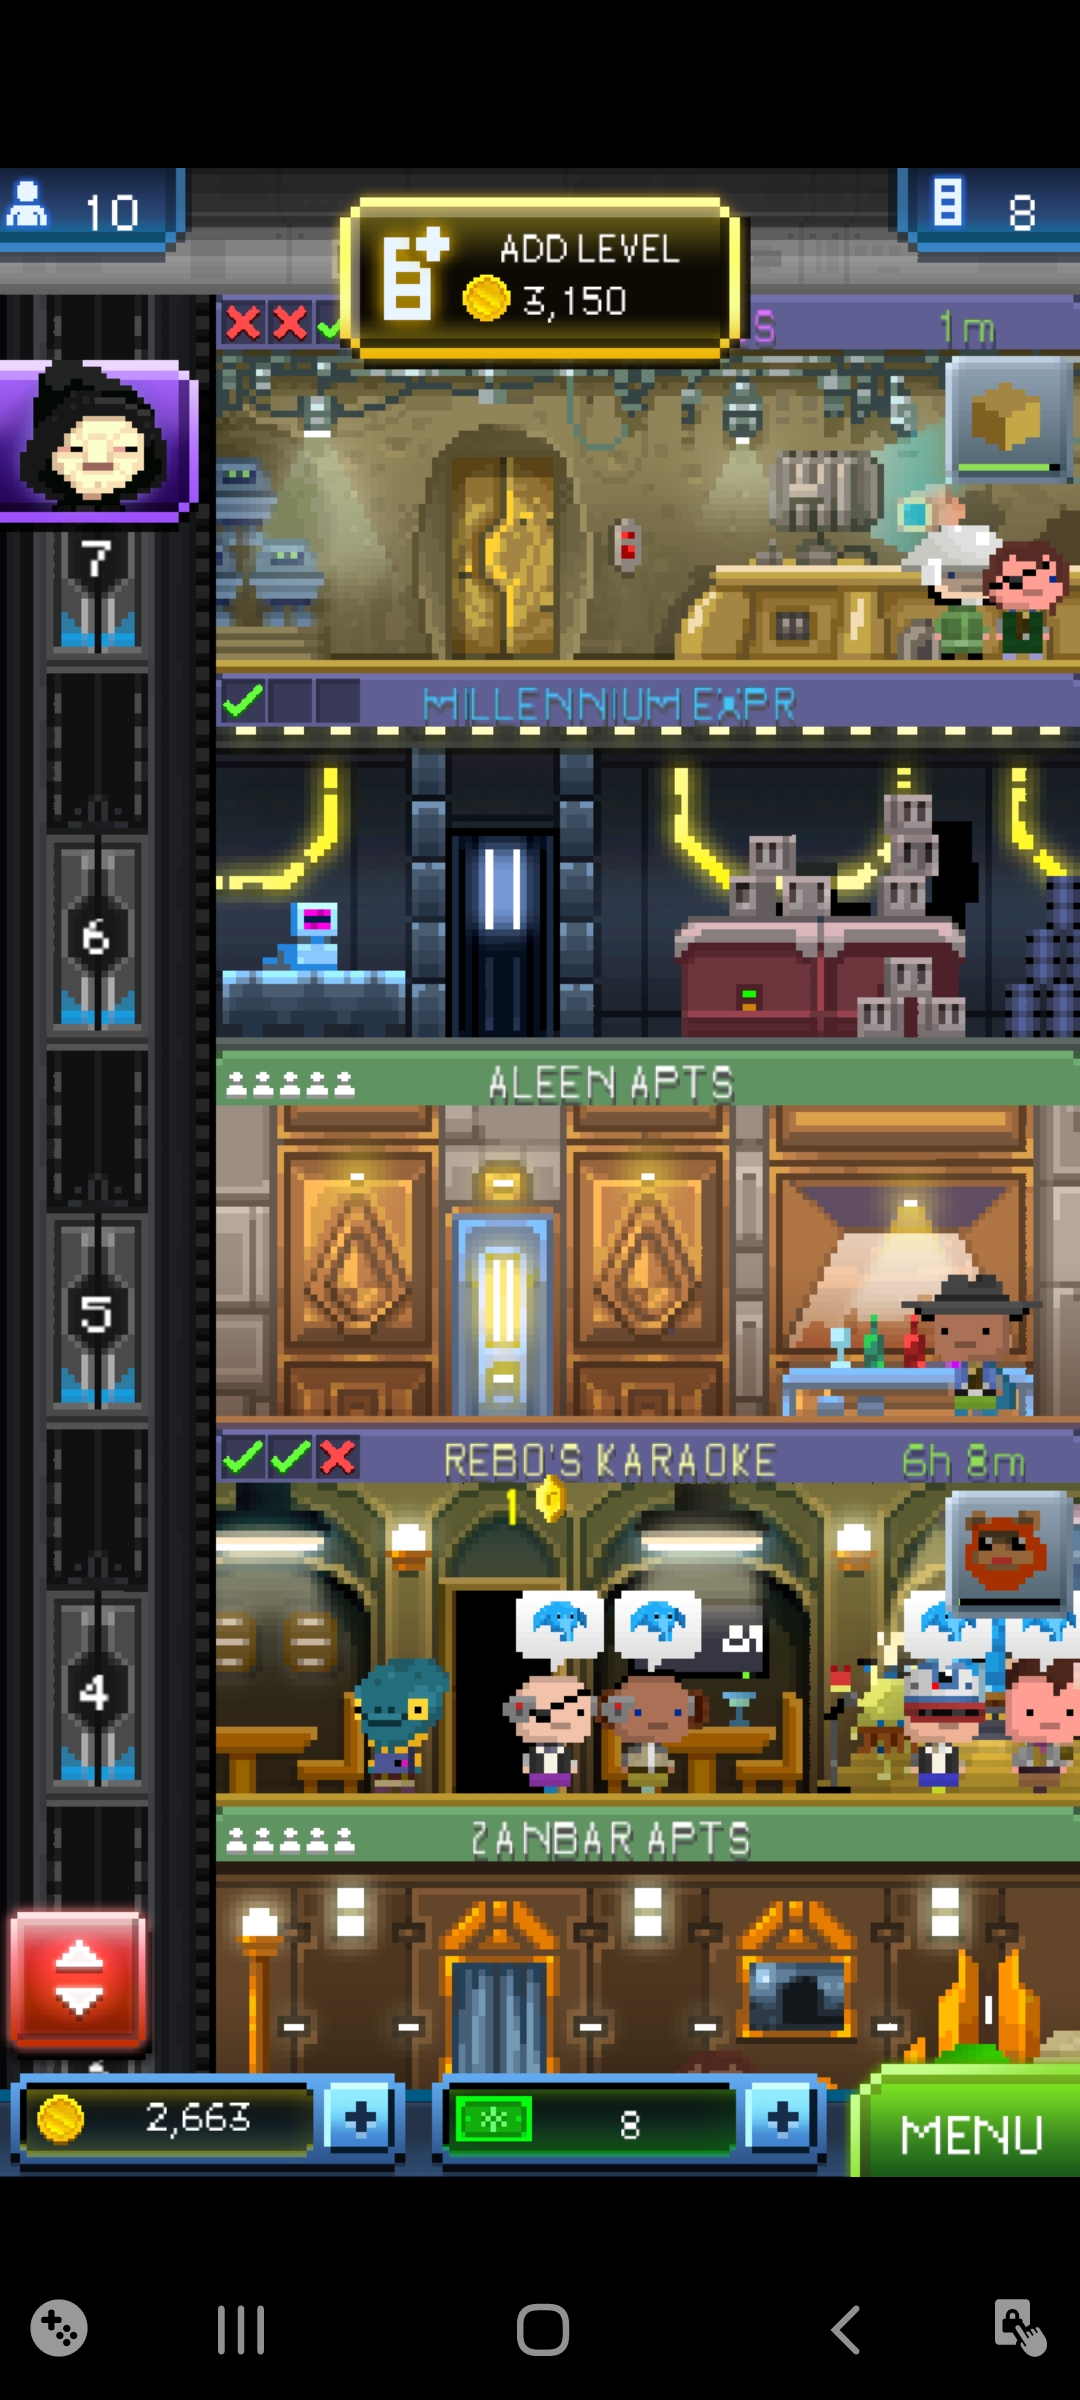 10
ADD LEVEL
3,150
8
S
1m
7
MILLENNIUM EXPR
6
ALEEN APTS
5
REBO'S KARAOKE
6h 8m
1
4
ZANBAR APTS
2,663
8
MENU